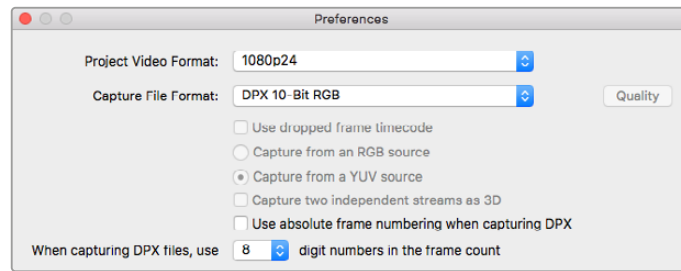 Preferences
Project Video Format: 1080p24
Capture File Format: DPX 10-Bit RGB Quality
Use dropped frame timecode
Capture from an RGB source
Capture from a YUV source
Capture two independent streams as 3D
Use absolute frame numbering when capturing DPX
When capturing DPX files, use 8 digit numbers in the frame count